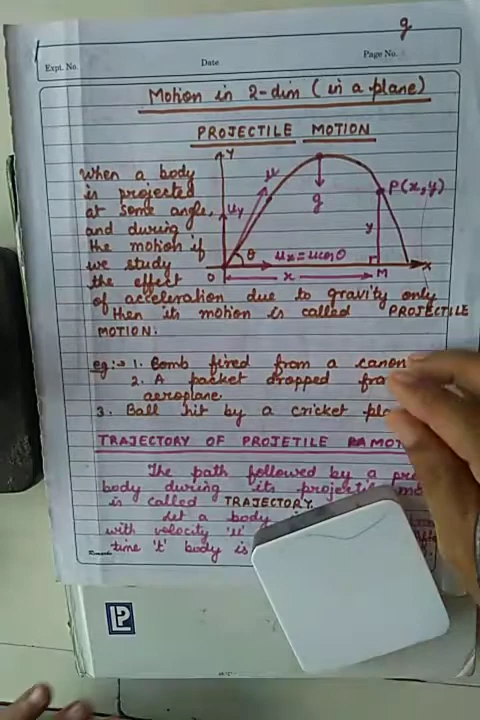 g
1
Expt. No.
Date
Page No.
Motion in 2-dim (in a plane)
PROJECTILE MOTION
When a body
is projected
at some angle,
and during
the motion if
we study
the effect
of acceleration due to gravity only
then its motion is called PROJECTILE
MOTION.
Y
u
uy
g
P(x,y)
y
θ
ux = ucosθ
O
x
M
X
eg:→ 1. Bomb fired from a canon
2. A packet dropped
aeroplane
3. Ball hit by a cricket
TRAJECTORY OF PROJETILE
The path followed by a
body during its
is called TRAJECTORY.
Let a body
with velocity 'u'
time 't' body is
Remarks
LP